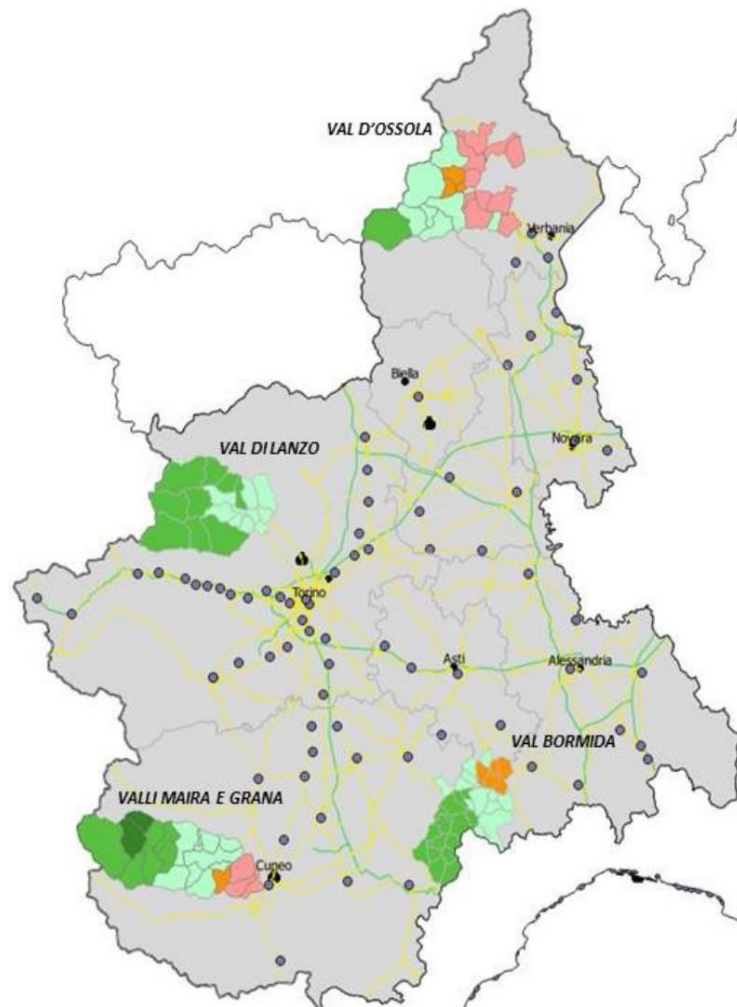 VAL D'OSSOLA
Verbania
Biella
Novara
VAL DI LANZO
Torino
Asti
Alessandria
VAL BORMIDA
VALLI MAIRA E GRANA
Cuneo